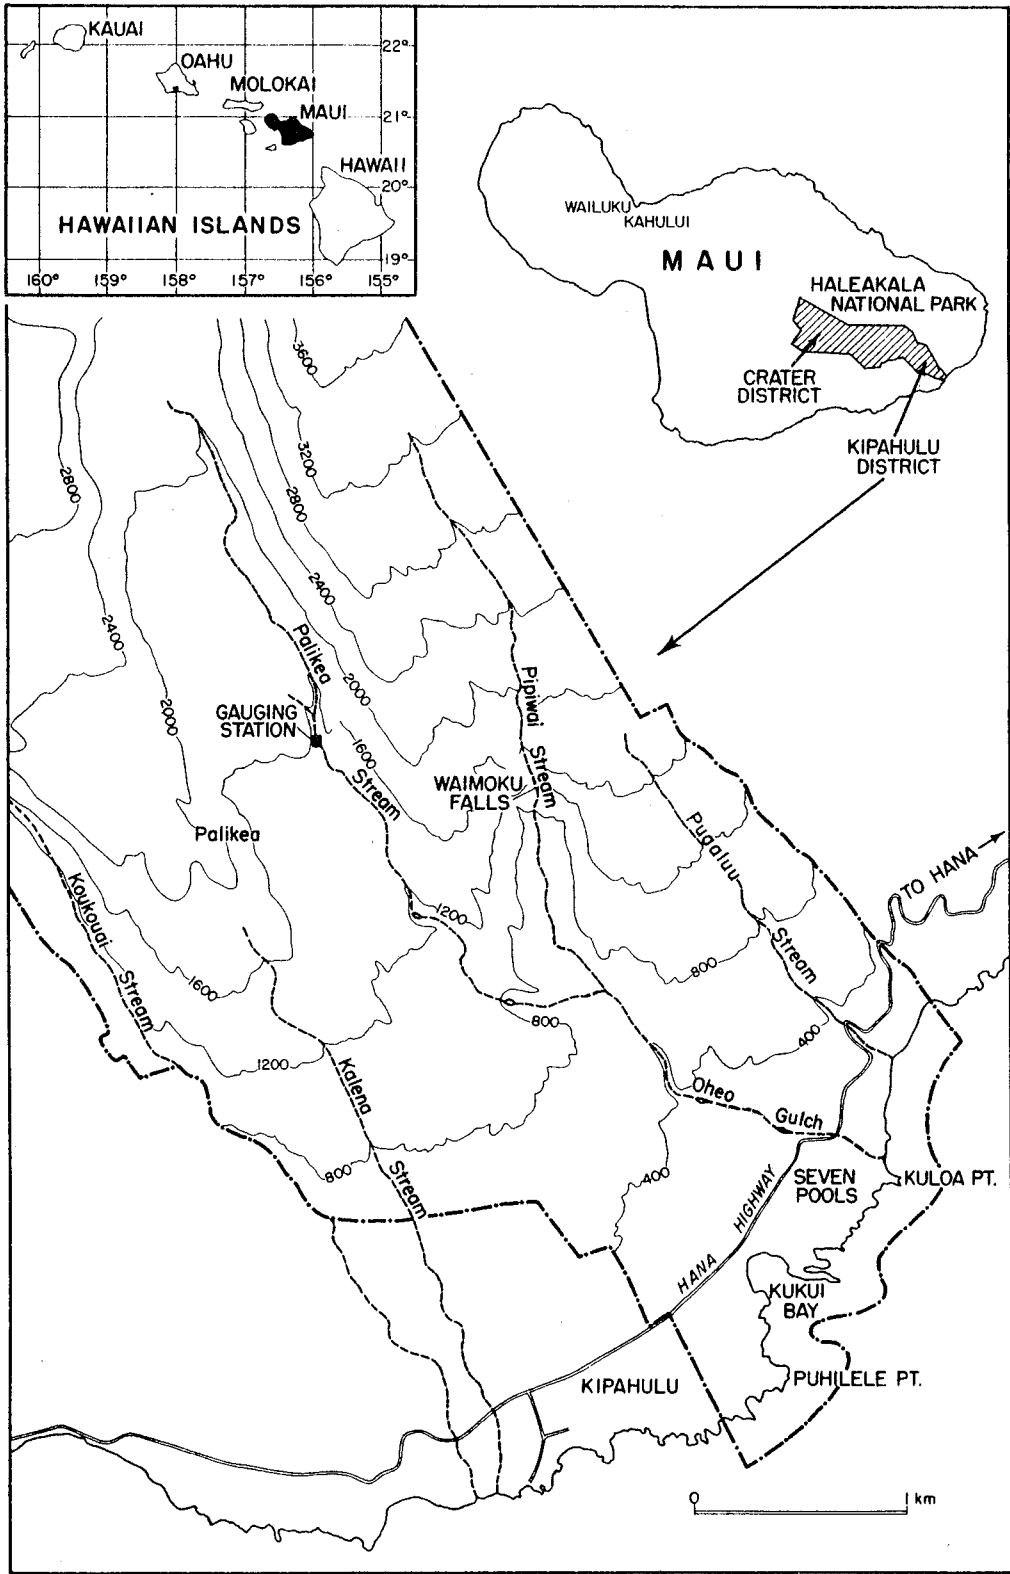 KAUAI
OAHU
MOLOKAI
MAUI
HAWAII
22°
21°
20°
19°
HAWAIIAN ISLANDS
160°
159°
158°
157°
156°
155°
WAILUKU
KAHULUI
MAUI
HALEAKALA
NATIONAL PARK
CRATER
DISTRICT
KIPAHULU
DISTRICT
3600
3200
2800
2800
2400
2400
2000
2000
Palikea
Stream
GAUGING
STATION
1600
Pipiwai
Stream
WAIMOKU
FALLS
Palikea
Puaaluu
Stream
TO HANA
Koukouai
Stream
1200
800
1600
800
400
1200
Kalena
Stream
Oheo
Gulch
800
400
SEVEN
POOLS
KULOA PT.
HANA HIGHWAY
KUKUI
BAY
KIPAHULU
PUHILELE PT.
0 1 km